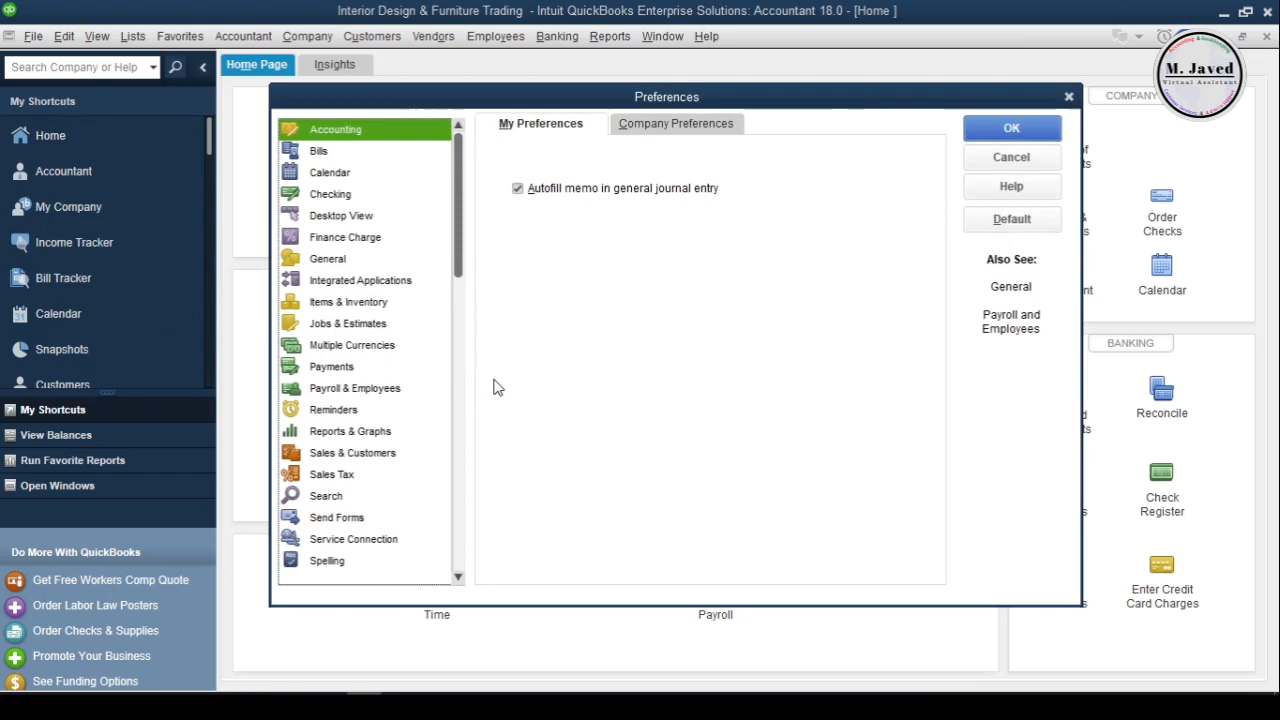 Interior Design & Furniture Trading - Intuit QuickBooks Enterprise Solutions: Accountant 18.0 - [Home ]
File Edit View Lists Favorites Accountant Company Customers Vendors Employees Banking Reports Window Help
Search Company or Help
Home Page
Insights
M. Javed
Virtual Assistant
My Shortcuts
Home
Accountant
My Company
Income Tracker
Bill Tracker
Calendar
Snapshots
Customers
My Shortcuts
View Balances
Run Favorite Reports
Open Windows
Do More With QuickBooks
Get Free Workers Comp Quote
Order Labor Law Posters
Order Checks & Supplies
Promote Your Business
See Funding Options
Preferences
Accounting
Bills
Calendar
Checking
Desktop View
Finance Charge
General
Integrated Applications
Items & Inventory
Jobs & Estimates
Multiple Currencies
Payments
Payroll & Employees
Reminders
Reports & Graphs
Sales & Customers
Sales Tax
Search
Send Forms
Service Connection
Spelling
My Preferences
Company Preferences
Autofill memo in general journal entry
OK
Cancel
Help
Default
Also See:
General
Payroll and
Employees
Time
Payroll
COMPANY
Order
Checks
Calendar
BANKING
Reconcile
Check
Register
Enter Credit
Card Charges